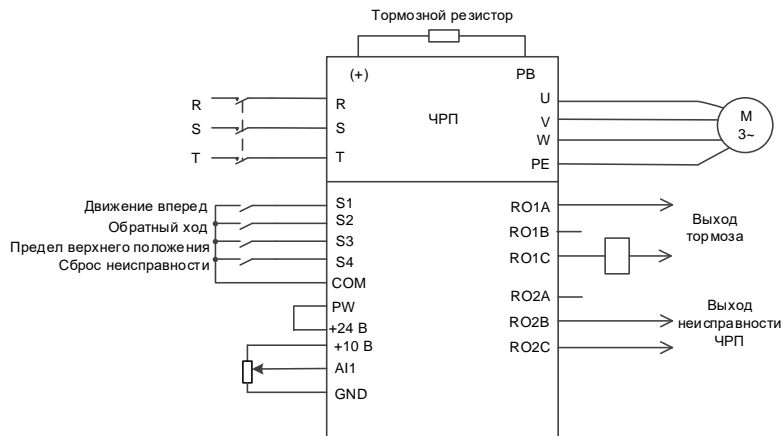 Тормозной резистор
(+)
PB
R
R
S
S
T
T
ЧРП
U
V
W
PE
M
3~
Движение вперед
S1
Обратный ход
S2
Предел верхнего положения
S3
Сброс неисправности
S4
COM
PW
+24 В
+10 В
AI1
GND
RO1A
RO1B
RO1C
Выход
тормоза
RO2A
RO2B
RO2C
Выход
неисправности
ЧРП